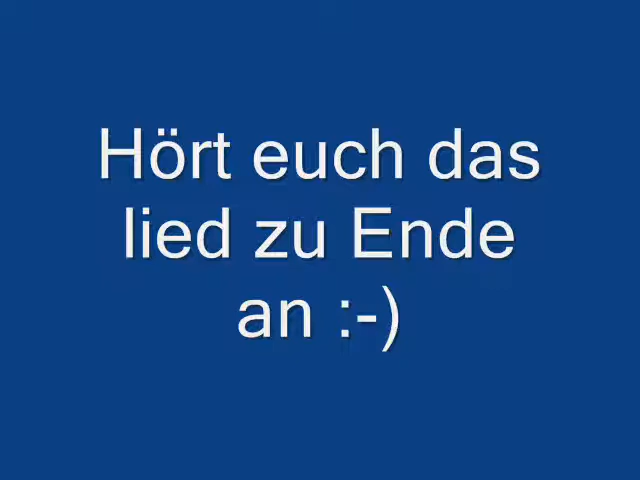 Hört euch das
lied zu Ende
an :-)